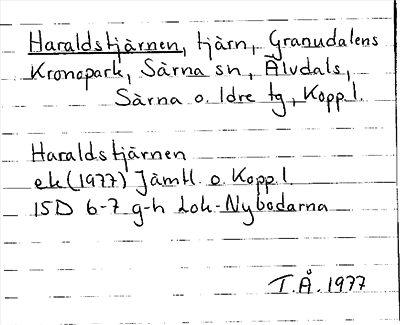 Haraldstjärnen, tjärn, Granudalens
Kronopark, Särna sn, Älvdals,
Särna o. Idre tg, Kopp.l.
Haraldstjärnen
ek (1977) Jämtl. o. Kopp.l.
15D 6-7 g-h Lok-Nybodarna
T.Å. 1977